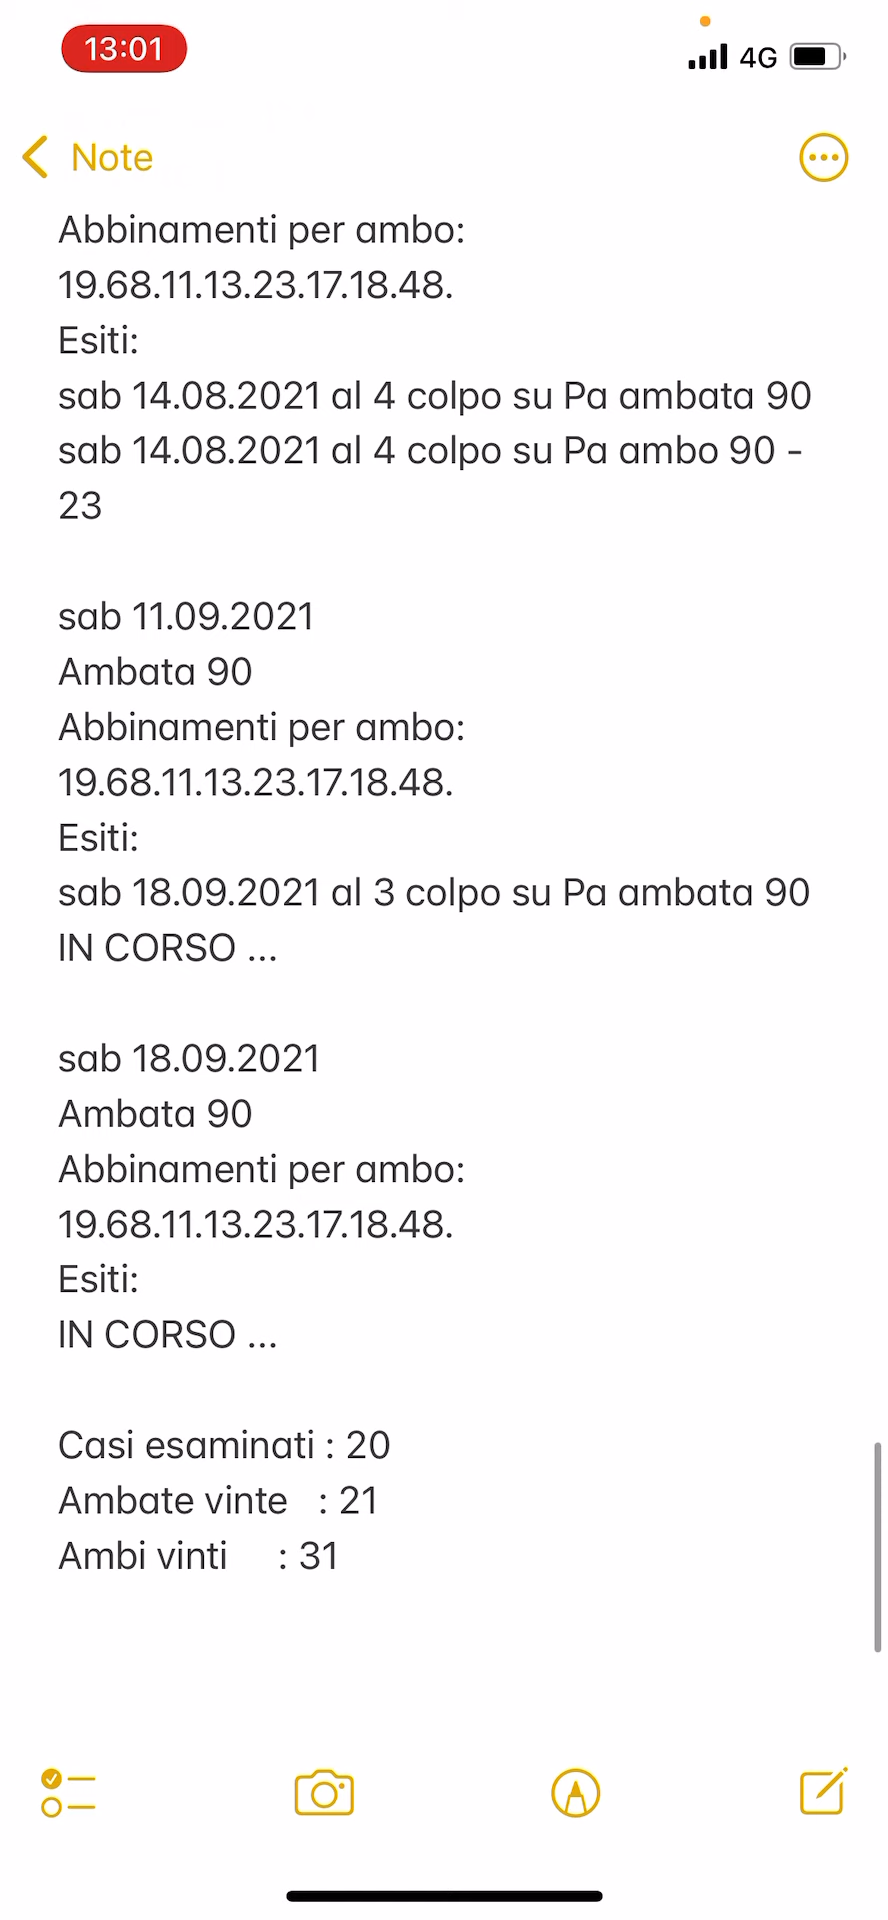 13:01
4G
Note
Abbinamenti per ambo:
19.68.11.13.23.17.18.48.
Esiti:
sab 14.08.2021 al 4 colpo su Pa ambata 90
sab 14.08.2021 al 4 colpo su Pa ambo 90 -
23
sab 11.09.2021
Ambata 90
Abbinamenti per ambo:
19.68.11.13.23.17.18.48.
Esiti:
sab 18.09.2021 al 3 colpo su Pa ambata 90
IN CORSO ...
sab 18.09.2021
Ambata 90
Abbinamenti per ambo:
19.68.11.13.23.17.18.48.
Esiti:
IN CORSO ...
Casi esaminati : 20
Ambate vinte : 21
Ambi vinti : 31